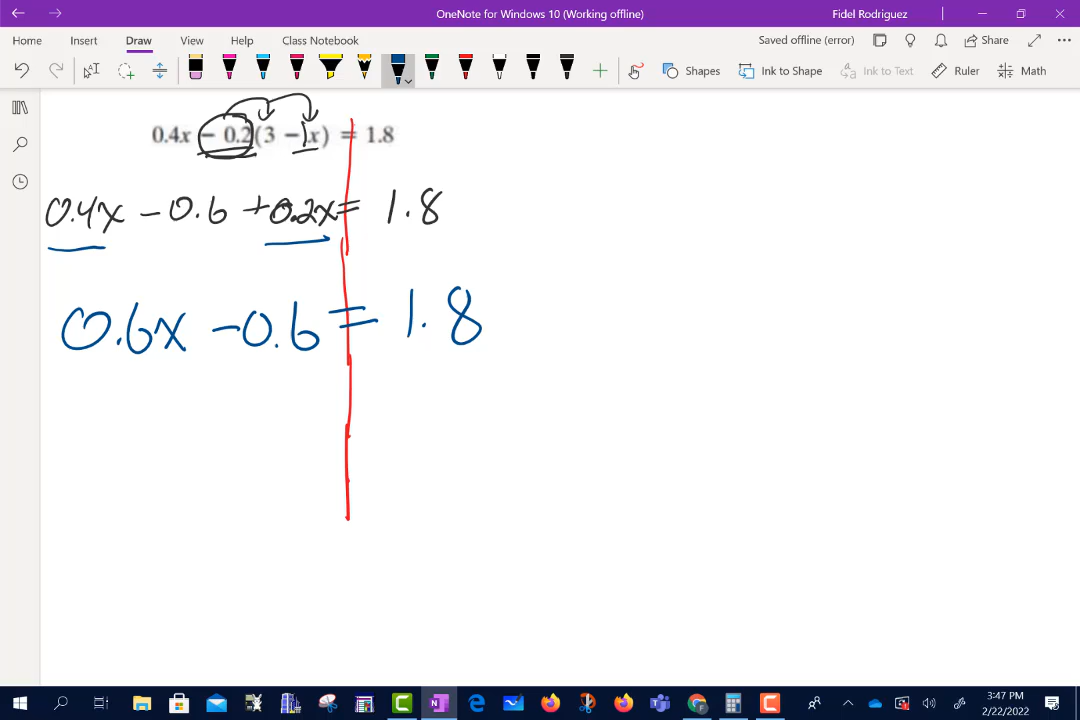 OneNote for Windows 10 (Working offline)
Fidel Rodriguez
Home Insert Draw View Help Class Notebook
Saved offline (error)
Share
Shapes
Ink to Shape
Ink to Text
Ruler
Math
0.4x − 0.2(3 − 1x) = 1.8
0.4x - 0.6 + 0.2x = 1.8
0.6x - 0.6 = 1.8
3:47 PM
2/22/2022